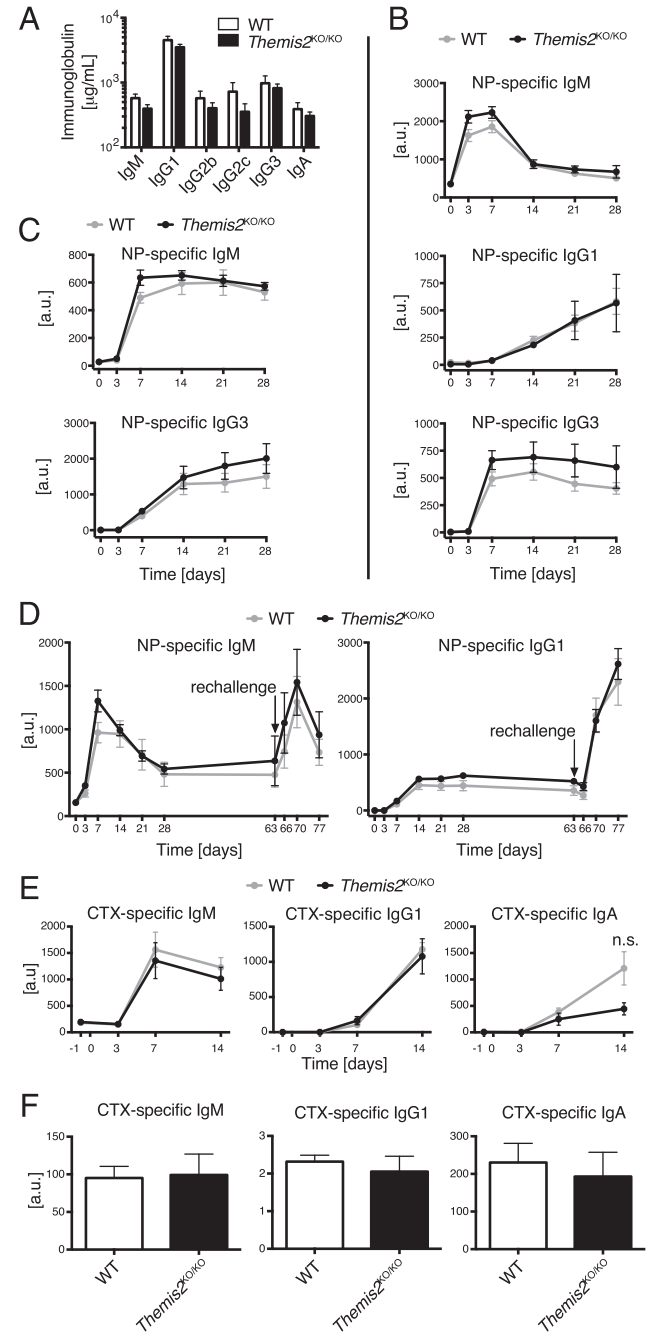 A
10⁴
10³
10²
Immunoglobulin
[µg/mL]
WT
Themis2KO/KO
IgM
IgG1
IgG2b
IgG2c
IgG3
IgA
B
WT Themis2KO/KO
NP-specific IgM
3000
2000
1000
0
[a.u.]
0 3 7 14 21 28
NP-specific IgG1
1000
750
500
250
0
[a.u.]
0 3 7 14 21 28
NP-specific IgG3
1000
750
500
250
0
[a.u.]
0 3 7 14 21 28
Time [days]
C
WT Themis2KO/KO
NP-specific IgM
800
600
400
200
0
[a.u.]
0 3 7 14 21 28
NP-specific IgG3
3000
2000
1000
0
[a.u.]
0 3 7 14 21 28
Time [days]
D
WT Themis2KO/KO
NP-specific IgM
2000
1500
1000
500
0
[a.u.]
rechallenge
0 3 7 14 21 28 63 66 70 77
Time [days]
NP-specific IgG1
3000
2000
1000
0
rechallenge
0 3 7 14 21 28 63 66 70 77
Time [days]
E
WT Themis2KO/KO
CTX-specific IgM
2000
1500
1000
500
0
[a.u]
-1 0 3 7 14
CTX-specific IgG1
1500
1000
500
0
-1 0 3 7 14
Time [days]
CTX-specific IgA
2000
1500
1000
500
0
n.s.
-1 0 3 7 14
F
CTX-specific IgM
150
100
50
0
[a.u.]
WT
Themis2KO/KO
CTX-specific IgG1
3
2
1
0
WT
Themis2KO/KO
CTX-specific IgA
300
200
100
0
WT
Themis2KO/KO